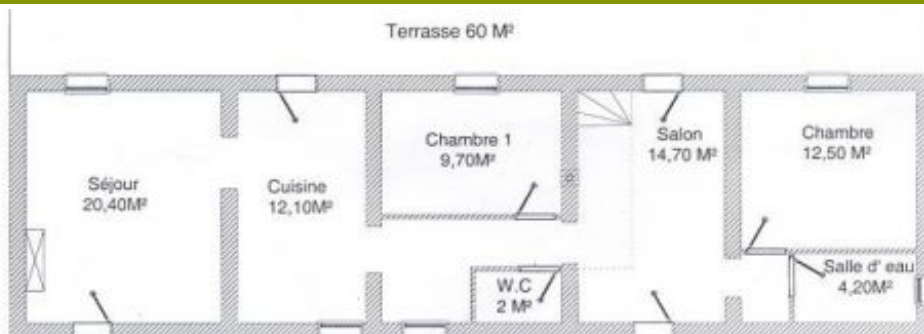 Terrasse 60 M²
Séjour
20,40M²
Cuisine
12,10M²
Chambre 1
9,70M²
W.C
2 M²
Salon
14,70 M²
Chambre
12,50 M²
Salle d' eau
4,20M²